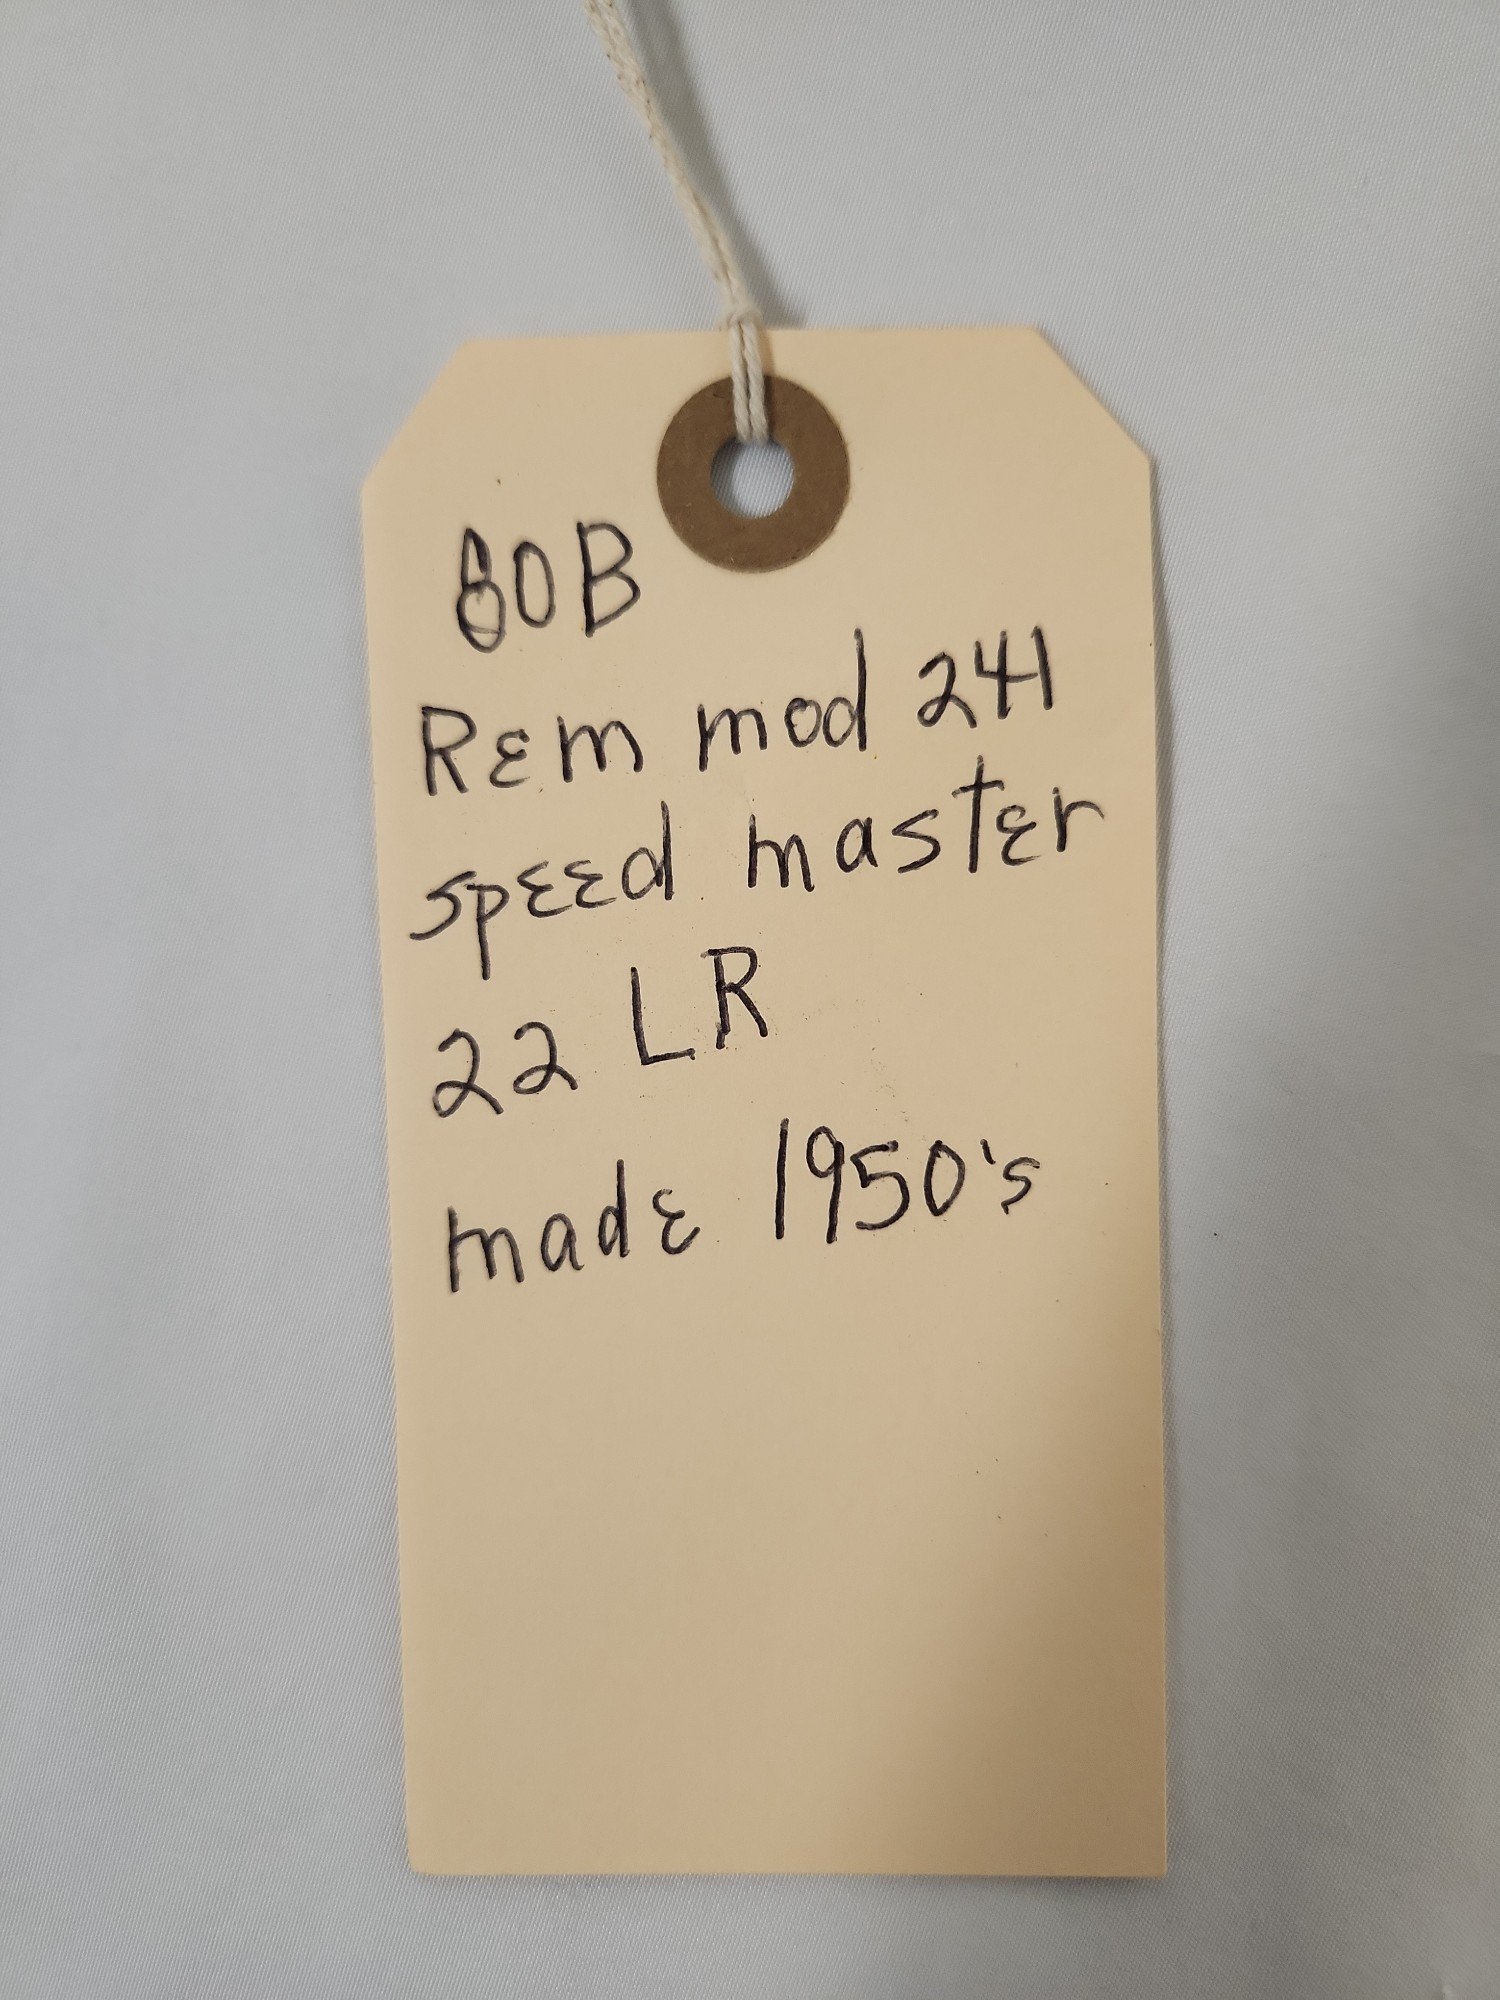 80B
Rem mod 241
speed master
22 LR
made 1950's